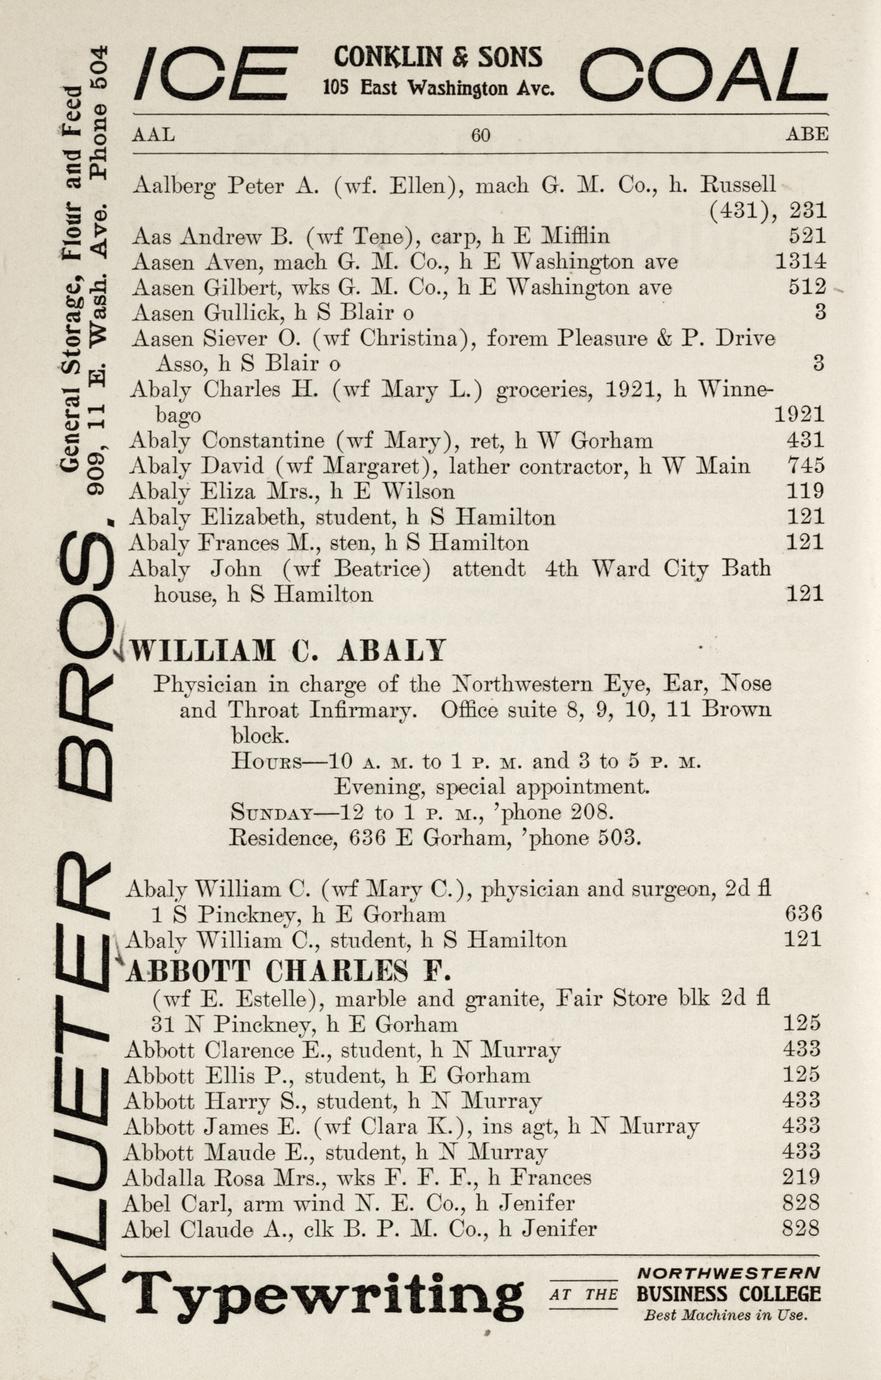 ICE CONKLIN & SONS COAL
105 East Washington Ave.
AAL 60 ABE
Aalberg Peter A. (wf. Ellen), mach G. M. Co., h. Russell
(431), 231
Aas Andrew B. (wf Tene), carp, h E Mifflin 521
Aasen Aven, mach G. M. Co., h E Washington ave 1314
Aasen Gilbert, wks G. M. Co., h E Washington ave 512
Aasen Gullick, h S Blair o 3
Aasen Siever O. (wf Christina), forem Pleasure & P. Drive
Asso, h S Blair o 3
Abaly Charles H. (wf Mary L.) groceries, 1921, h Winne-
bago 1921
Abaly Constantine (wf Mary), ret, h W Gorham 431
Abaly David (wf Margaret), lather contractor, h W Main 745
Abaly Eliza Mrs., h E Wilson 119
Abaly Elizabeth, student, h S Hamilton 121
Abaly Frances M., sten, h S Hamilton 121
Abaly John (wf Beatrice) attendt 4th Ward City Bath
house, h S Hamilton 121
WILLIAM C. ABALY
Physician in charge of the Northwestern Eye, Ear, Nose
and Throat Infirmary. Office suite 8, 9, 10, 11 Brown
block.
HOURS—10 A. M. to 1 P. M. and 3 to 5 P. M.
Evening, special appointment.
SUNDAY—12 to 1 P. M., 'phone 208.
Residence, 636 E Gorham, 'phone 503.
Abaly William C. (wf Mary C.), physician and surgeon, 2d fl
1 S Pinckney, h E Gorham 636
Abaly William C., student, h S Hamilton 121
ABBOTT CHARLES F.
(wf E. Estelle), marble and granite, Fair Store blk 2d fl
31 N Pinckney, h E Gorham 125
Abbott Clarence E., student, h N Murray 433
Abbott Ellis P., student, h E Gorham 125
Abbott Harry S., student, h N Murray 433
Abbott James E. (wf Clara K.), ins agt, h N Murray 433
Abbott Maude E., student, h N Murray 433
Abdalla Rosa Mrs., wks F. F. F., h Frances 219
Abel Carl, arm wind N. E. Co., h Jenifer 828
Abel Claude A., clk B. P. M. Co., h Jenifer 828
Typewriting AT THE NORTHWESTERN
BUSINESS COLLEGE
Best Machines in Use.
KLUETER BROS.
General Storage, Flour and Feed
909, 11 E. Wash. Ave. Phone 504